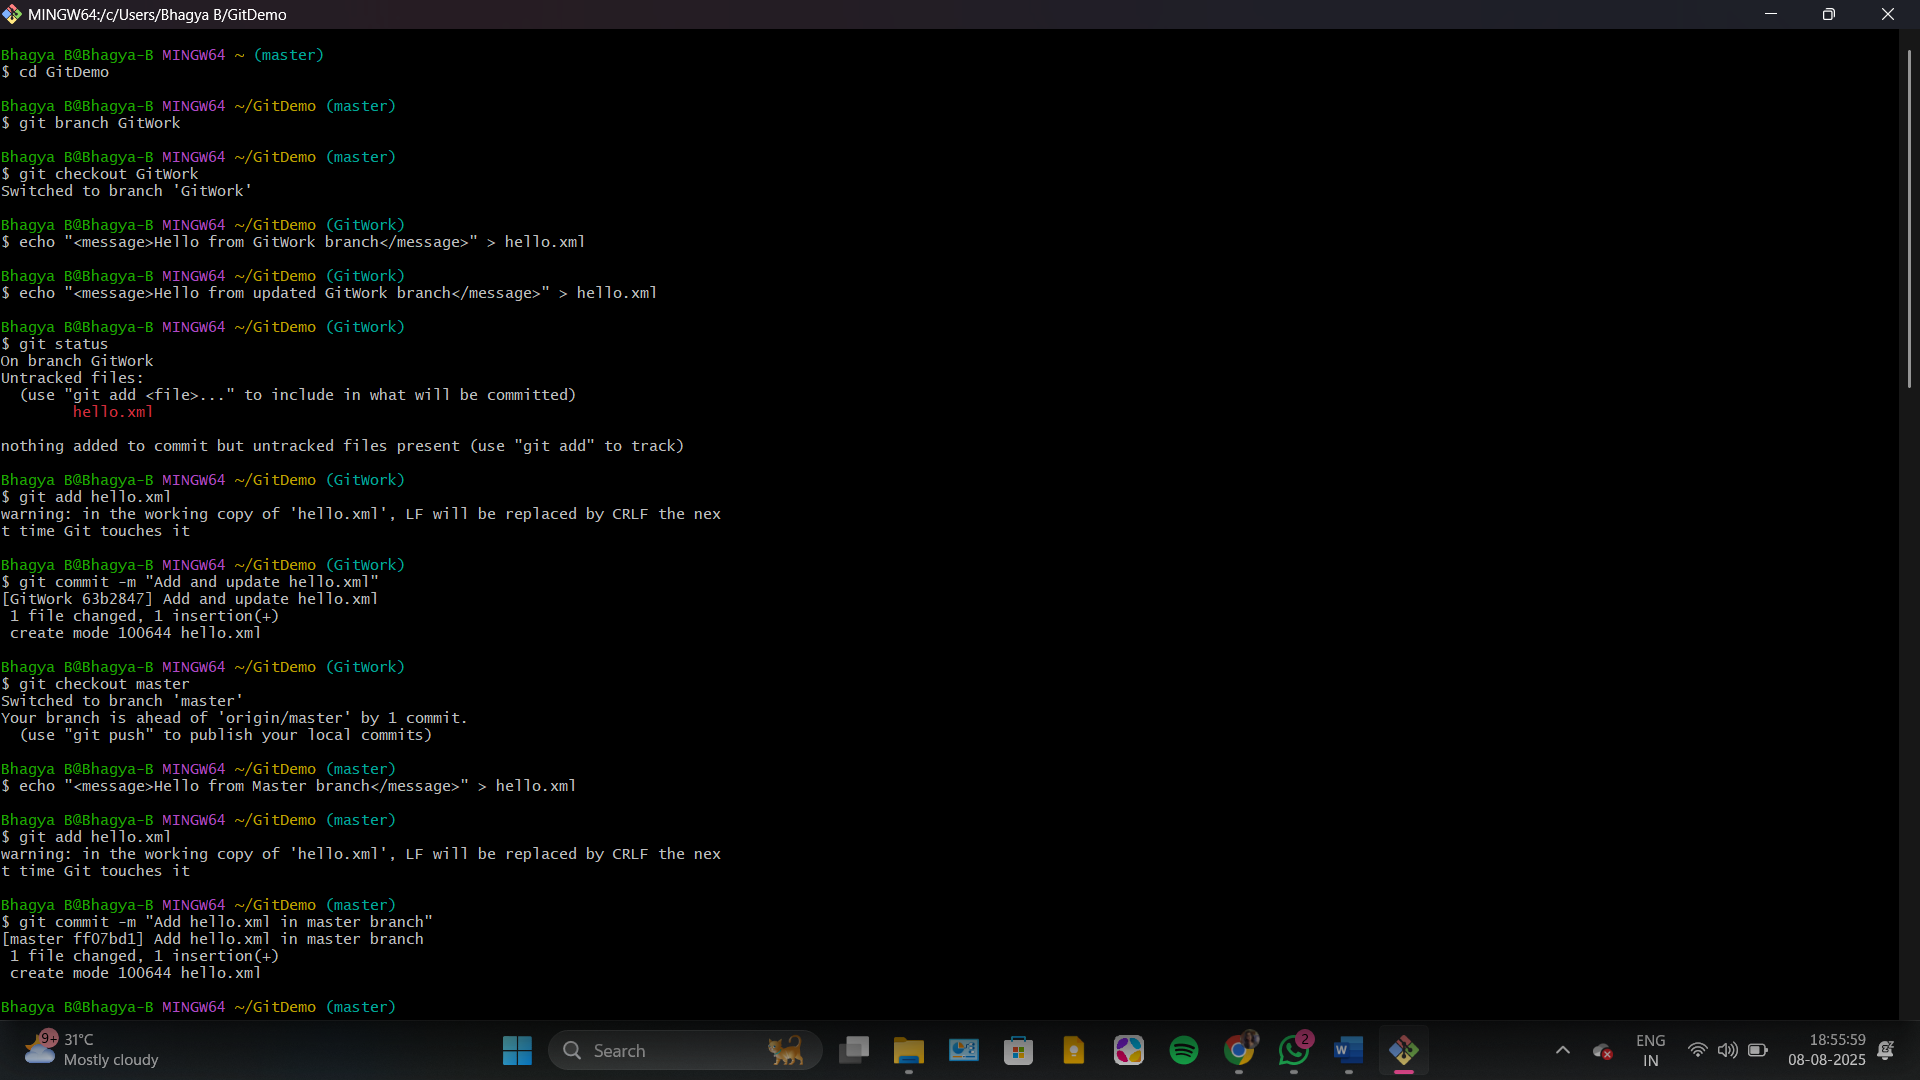 MINGW64:/c/Users/Bhagya B/GitDemo
Bhagya B@Bhagya-B MINGW64 ~ (master)
$ cd GitDemo
Bhagya B@Bhagya-B MINGW64 ~/GitDemo (master)
$ git branch GitWork
Bhagya B@Bhagya-B MINGW64 ~/GitDemo (master)
$ git checkout GitWork
Switched to branch 'GitWork'
Bhagya B@Bhagya-B MINGW64 ~/GitDemo (GitWork)
$ echo "<message>Hello from GitWork branch</message>" > hello.xml
Bhagya B@Bhagya-B MINGW64 ~/GitDemo (GitWork)
$ echo "<message>Hello from updated GitWork branch</message>" > hello.xml
Bhagya B@Bhagya-B MINGW64 ~/GitDemo (GitWork)
$ git status
On branch GitWork
Untracked files:
  (use "git add <file>..." to include in what will be committed)
        hello.xml
nothing added to commit but untracked files present (use "git add" to track)
Bhagya B@Bhagya-B MINGW64 ~/GitDemo (GitWork)
$ git add hello.xml
warning: in the working copy of 'hello.xml', LF will be replaced by CRLF the nex
t time Git touches it
Bhagya B@Bhagya-B MINGW64 ~/GitDemo (GitWork)
$ git commit -m "Add and update hello.xml"
[GitWork 63b2847] Add and update hello.xml
 1 file changed, 1 insertion(+)
 create mode 100644 hello.xml
Bhagya B@Bhagya-B MINGW64 ~/GitDemo (GitWork)
$ git checkout master
Switched to branch 'master'
Your branch is ahead of 'origin/master' by 1 commit.
  (use "git push" to publish your local commits)
Bhagya B@Bhagya-B MINGW64 ~/GitDemo (master)
$ echo "<message>Hello from Master branch</message>" > hello.xml
Bhagya B@Bhagya-B MINGW64 ~/GitDemo (master)
$ git add hello.xml
warning: in the working copy of 'hello.xml', LF will be replaced by CRLF the nex
t time Git touches it
Bhagya B@Bhagya-B MINGW64 ~/GitDemo (master)
$ git commit -m "Add hello.xml in master branch"
[master ff07bd1] Add hello.xml in master branch
 1 file changed, 1 insertion(+)
 create mode 100644 hello.xml
Bhagya B@Bhagya-B MINGW64 ~/GitDemo (master)
9+
31°C
Mostly cloudy
Search
2
W
ENG
IN
18:55:59
08-08-2025